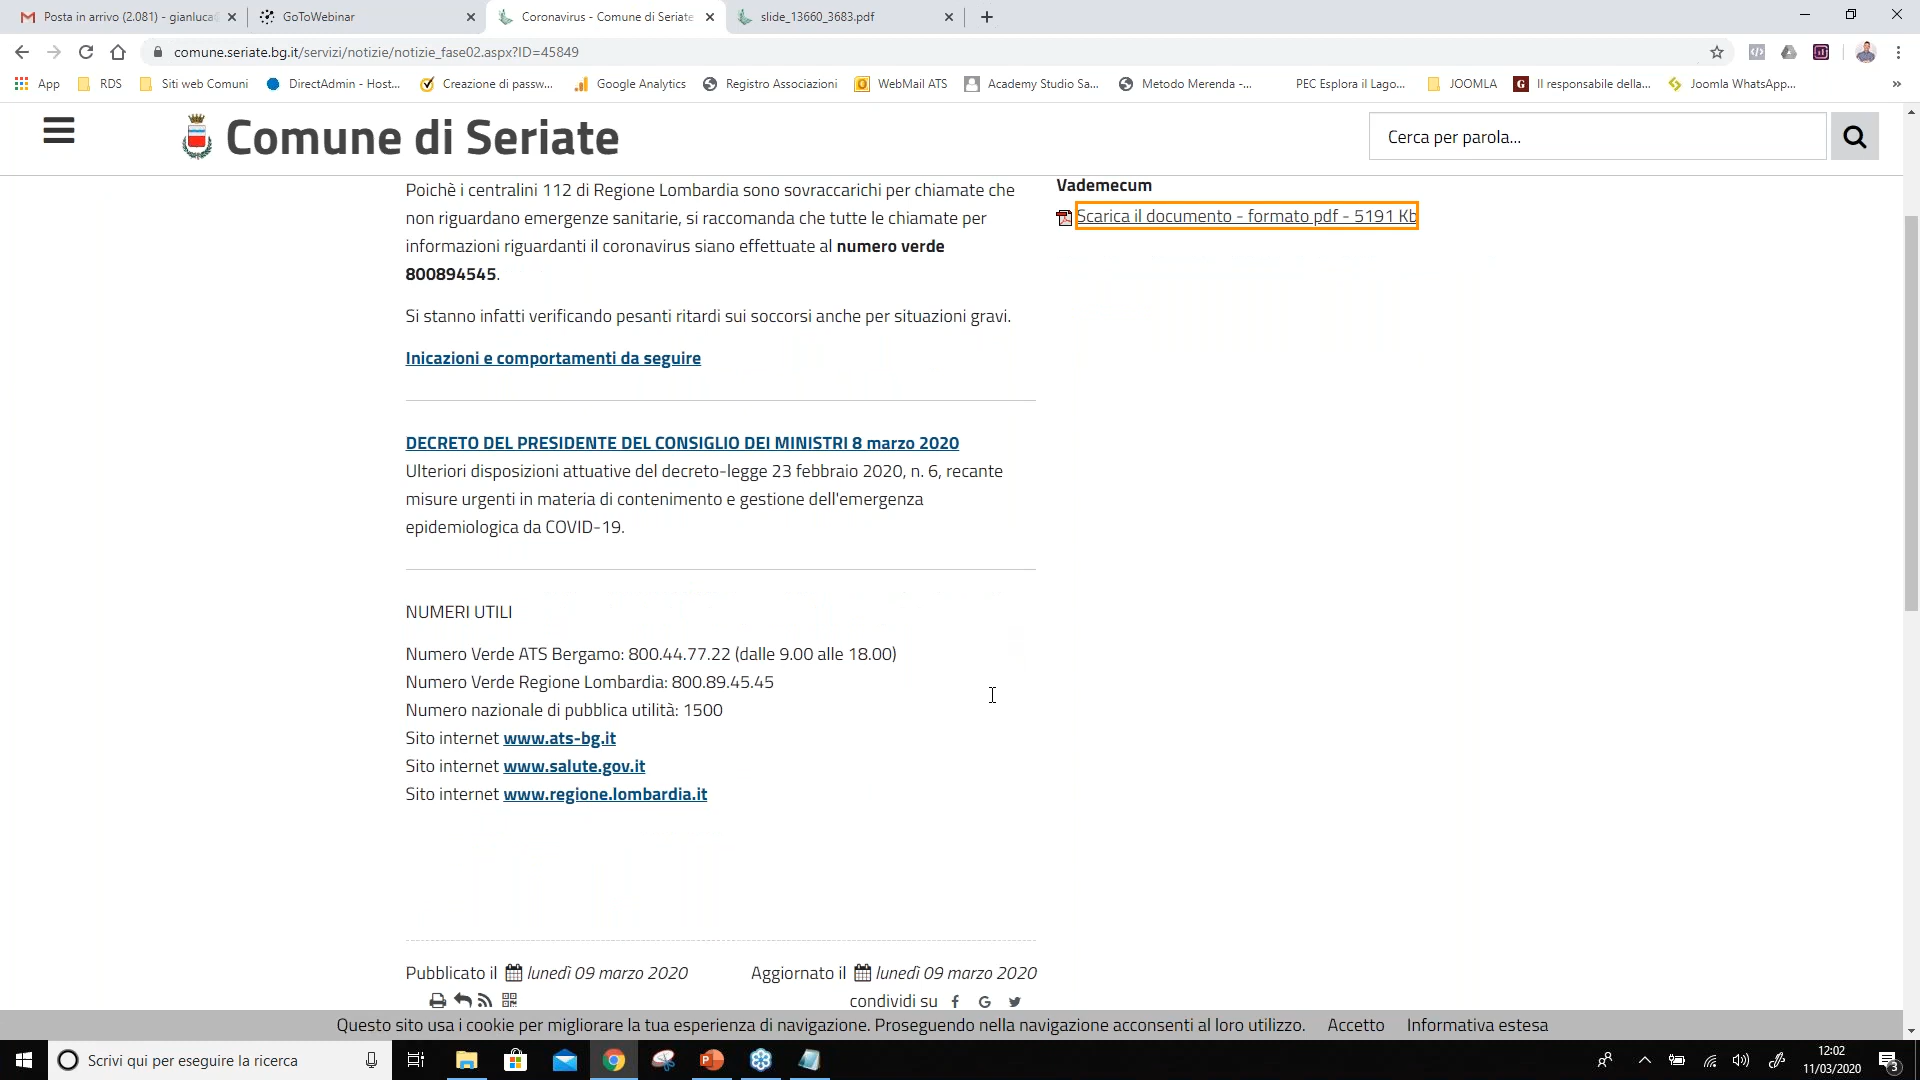 Posta in arrivo (2.081) - gianluca
GoToWebinar
Coronavirus - Comune di Seriate
slide_13660_3683.pdf
comune.seriate.bg.it/servizi/notizie/notizie_fase02.aspx?ID=45849
App
RDS
Siti web Comuni
DirectAdmin - Host...
Creazione di passw...
Google Analytics
Registro Associazioni
WebMail ATS
Academy Studio Sa...
Metodo Merenda -...
PEC Esplora il Lago...
JOOMLA
Il responsabile della...
Joomla WhatsApp...
»
Comune di Seriate
Cerca per parola...
Poichè i centralini 112 di Regione Lombardia sono sovraccarichi per chiamate che
non riguardano emergenze sanitarie, si raccomanda che tutte le chiamate per
informazioni riguardanti il coronavirus siano effettuate al numero verde
800894545.
Si stanno infatti verificando pesanti ritardi sui soccorsi anche per situazioni gravi.
Inicazioni e comportamenti da seguire
DECRETO DEL PRESIDENTE DEL CONSIGLIO DEI MINISTRI 8 marzo 2020
Ulteriori disposizioni attuative del decreto-legge 23 febbraio 2020, n. 6, recante
misure urgenti in materia di contenimento e gestione dell'emergenza
epidemiologica da COVID-19.
NUMERI UTILI
Numero Verde ATS Bergamo: 800.44.77.22 (dalle 9.00 alle 18.00)
Numero Verde Regione Lombardia: 800.89.45.45
Numero nazionale di pubblica utilità: 1500
Sito internet www.ats-bg.it
Sito internet www.salute.gov.it
Sito internet www.regione.lombardia.it
Vademecum
Scarica il documento - formato pdf - 5191 Kb
Pubblicato il lunedì 09 marzo 2020
Aggiornato il lunedì 09 marzo 2020
condividi su
Questo sito usa i cookie per migliorare la tua esperienza di navigazione. Proseguendo nella navigazione acconsenti al loro utilizzo. Accetto Informativa estesa
Scrivi qui per eseguire la ricerca
12:02
11/03/2020
3